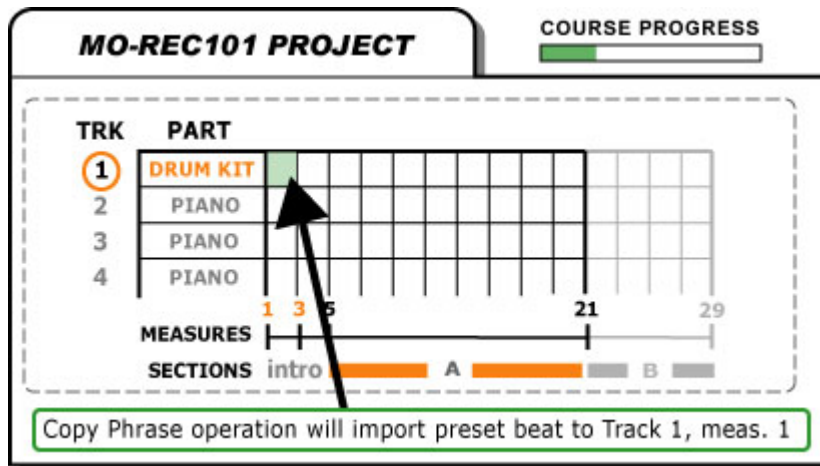 MO-REC101 PROJECT
COURSE PROGRESS
TRK PART
1 DRUM KIT
2 PIANO
3 PIANO
4 PIANO
1 3 5 21 29
MEASURES
SECTIONS intro A B
Copy Phrase operation will import preset beat to Track 1, meas. 1